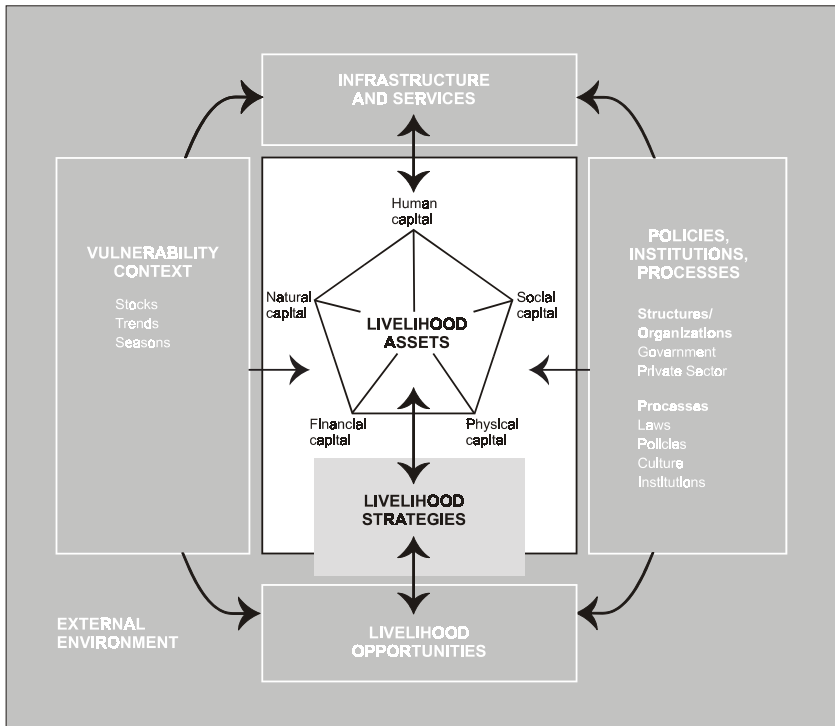 INFRASTRUCTURE
AND SERVICES
VULNERABILITY
CONTEXT
Stocks
Trends
Seasons
Human
capital
Natural
capital
Social
capital
LIVELIHOOD
ASSETS
Financial
capital
Physical
capital
LIVELIHOOD
STRATEGIES
POLICIES,
INSTITUTIONS,
PROCESSES
Structures/
Organizations
Government
Private Sector
Processes
Laws
Policies
Culture
Institutions
EXTERNAL
ENVIRONMENT
LIVELIHOOD
OPPORTUNITIES